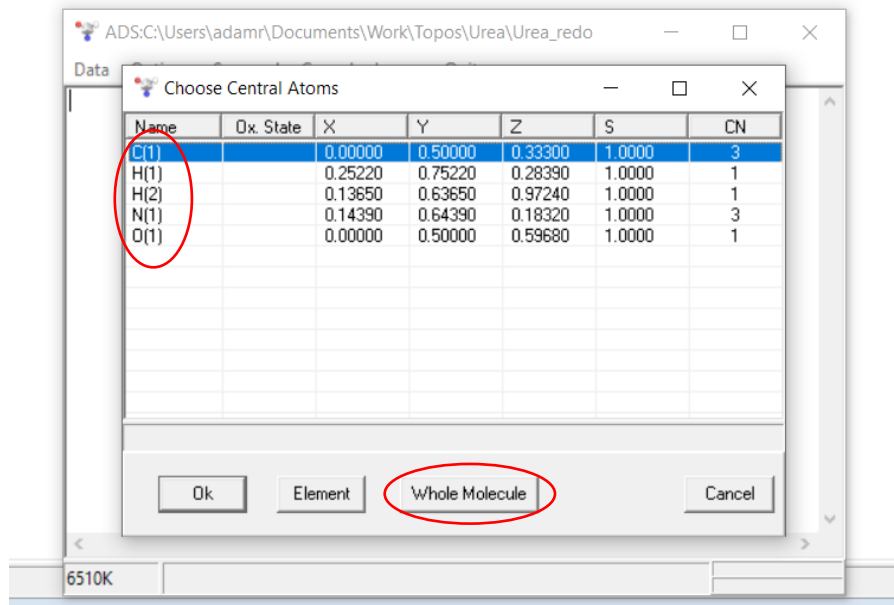 ADS:C:\Users\adamr\Documents\Work\Topos\Urea\Urea_redo
Data
Choose Central Atoms
Name Ox. State X Y Z S CN
C(1) 0.00000 0.50000 0.33300 1.0000 3
H(1) 0.25220 0.75220 0.28390 1.0000 1
H(2) 0.13650 0.63650 0.97240 1.0000 1
N(1) 0.14390 0.64390 0.18320 1.0000 3
O(1) 0.00000 0.50000 0.59680 1.0000 1
Ok Element Whole Molecule Cancel
6510K